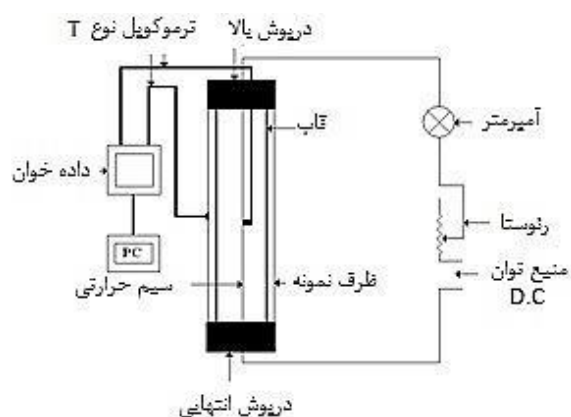 ترموکوپل نوع T
درپوش بالا
قاب
آمپرمتر
داده خوان
رئوستا
PC
سیم حرارتی
ظرف نمونه
منبع توان
D.C
درپوش انتهایی